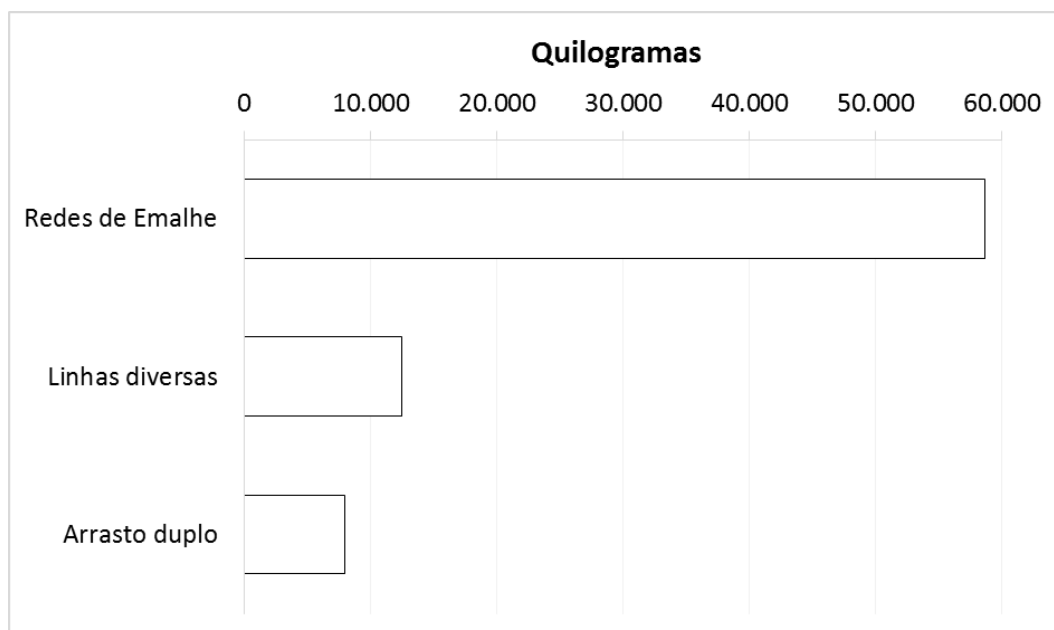 Quilogramas
0 10.000 20.000 30.000 40.000 50.000 60.000
Redes de Emalhe
Linhas diversas
Arrasto duplo